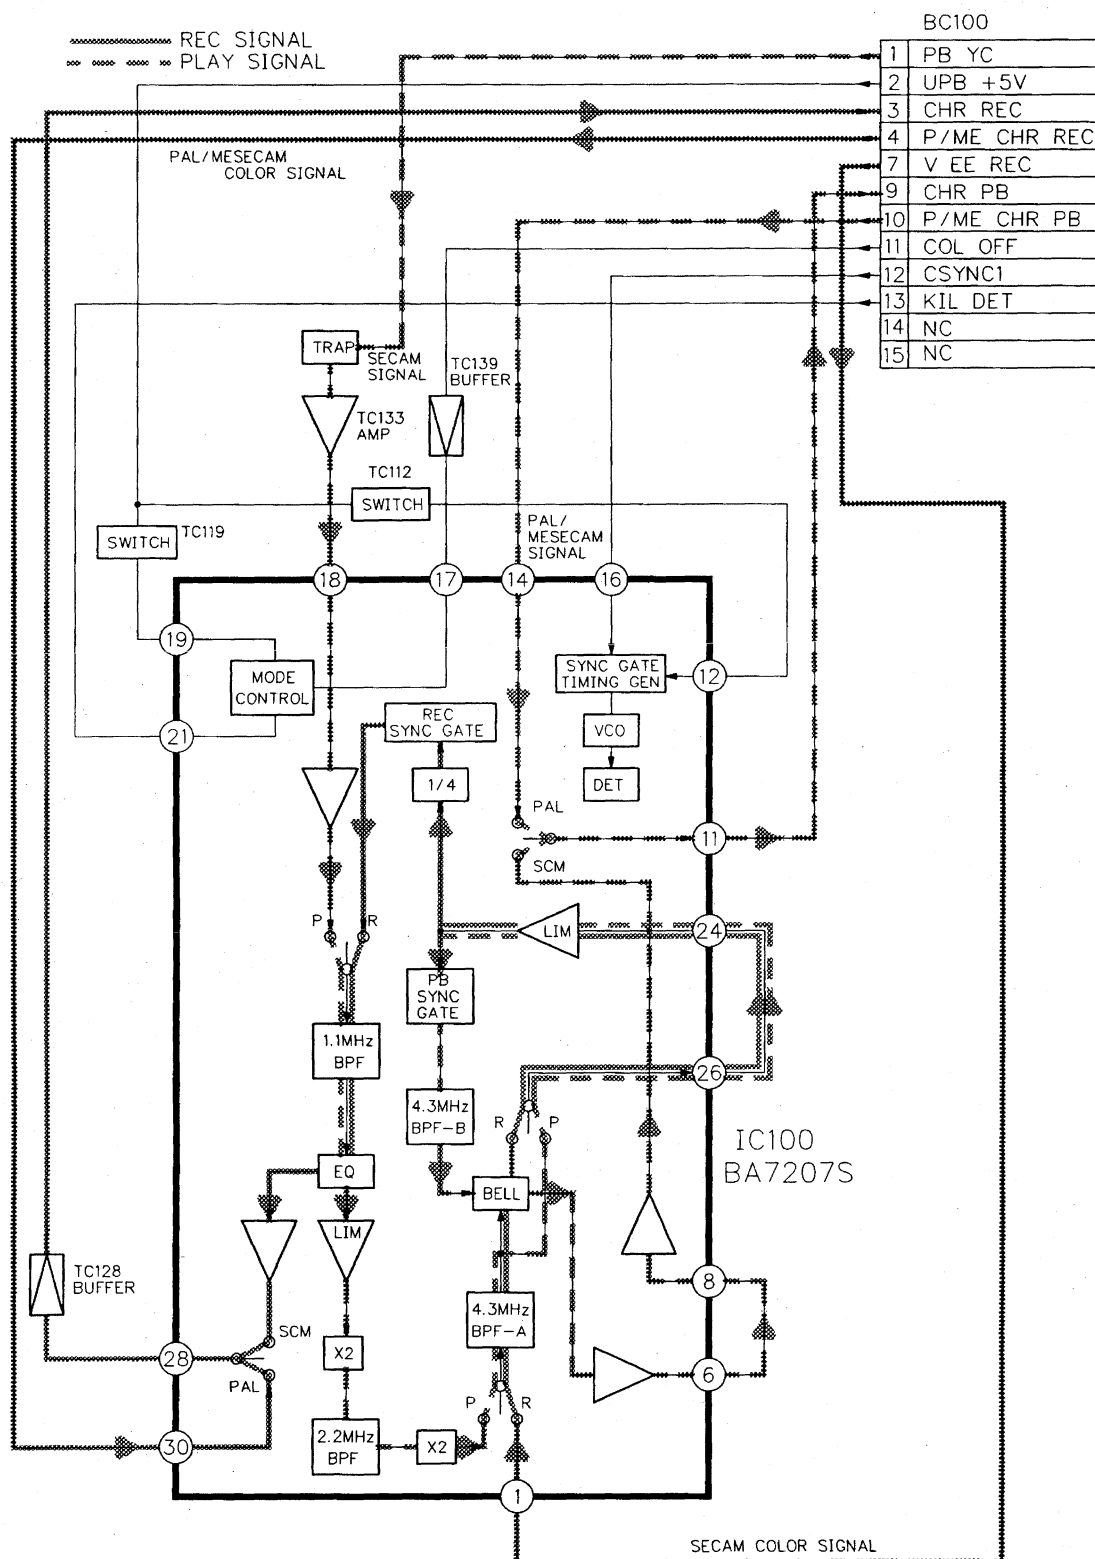 BC100
REC SIGNAL
PLAY SIGNAL
1 PB YC
2 UPB +5V
3 CHR REC
4 P/ME CHR REC
7 V EE REC
9 CHR PB
10 P/ME CHR PB
11 COL OFF
12 CSYNC1
13 KIL DET
14 NC
15 NC
PAL/MESECAM
COLOR SIGNAL
TRAP
SECAM
SIGNAL
TC139
BUFFER
TC133
AMP
TC112
SWITCH
SWITCH
TC119
PAL/
MESECAM
SIGNAL
18
17
14
16
19
MODE
CONTROL
21
SYNC GATE
TIMING GEN
12
VCO
DET
REC
SYNC GATE
1/4
PAL
SCM
11
P
R
LIM
24
PB
SYNC
GATE
1.1MHz
BPF
26
4.3MHz
BPF-B
R
P
IC100
BA7207S
EQ
BELL
LIM
TC128
BUFFER
8
4.3MHz
BPF-A
SCM
28
PAL
X2
6
P
R
30
2.2MHz
BPF
X2
1
SECAM COLOR SIGNAL